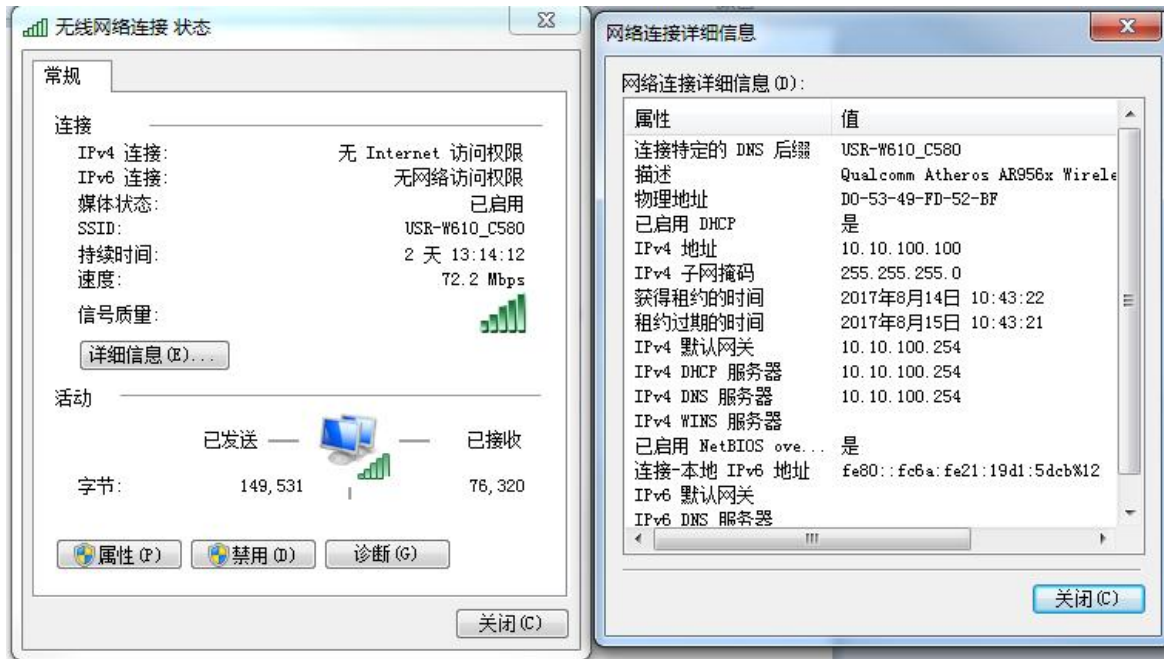 无线网络连接 状态
常规
连接
IPv4 连接: 无 Internet 访问权限
IPv6 连接: 无网络访问权限
媒体状态: 已启用
SSID: USR-W610_C580
持续时间: 2 天 13:14:12
速度: 72.2 Mbps
信号质量:
详细信息(E)...
活动
已发送 — — 已接收
字节: 149,531 76,320
属性(P) 禁用(D) 诊断(G)
关闭(C)
网络连接详细信息
网络连接详细信息(D):
属性 值
连接特定的 DNS 后缀 USR-W610_C580
描述 Qualcomm Atheros AR956x Wirele
物理地址 D0-53-49-FD-52-BF
已启用 DHCP 是
IPv4 地址 10.10.100.100
IPv4 子网掩码 255.255.255.0
获得租约的时间 2017年8月14日 10:43:22
租约过期的时间 2017年8月15日 10:43:21
IPv4 默认网关 10.10.100.254
IPv4 DHCP 服务器 10.10.100.254
IPv4 DNS 服务器 10.10.100.254
IPv4 WINS 服务器
已启用 NetBIOS ove... 是
连接-本地 IPv6 地址 fe80::fc6a:fe21:19d1:5dcb%12
IPv6 默认网关
IPv6 DNS 服务器
关闭(C)